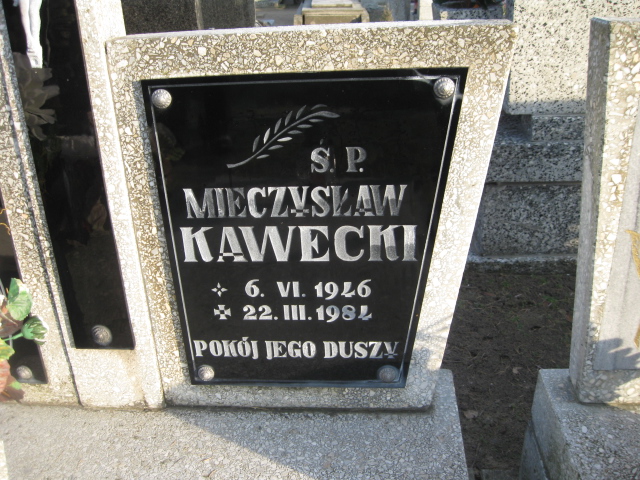 Ś. P.
MIECZYSŁAW
KAWECKI
6. VI. 1946
22. III. 1984
POKÓJ JEGO DUSZY